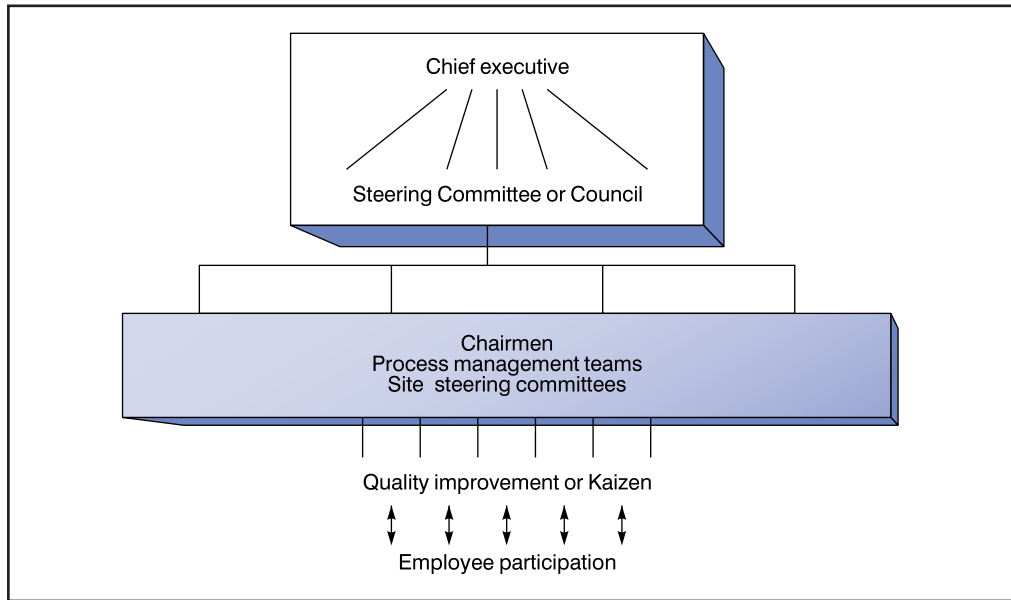 Chief executive
Steering Committee or Council
Chairmen
Process management teams
Site steering committees
Quality improvement or Kaizen
Employee participation